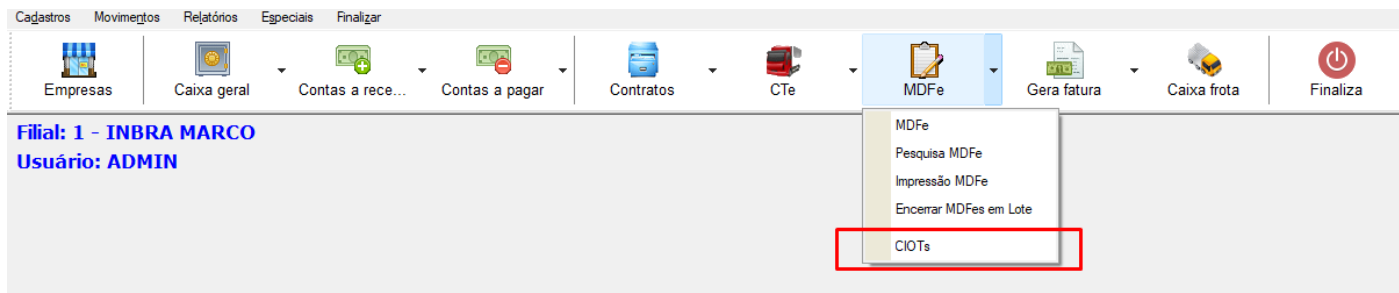 Cadastros Movimentos Relatórios Especiais Finalizar
Empresas Caixa geral Contas a rece... Contas a pagar Contratos CTe MDFe Gera fatura Caixa frota Finaliza
Filial: 1 - INBRA MARCO
Usuário: ADMIN
MDFe
Pesquisa MDFe
Impressão MDFe
Encerrar MDFes em Lote
CIOTs